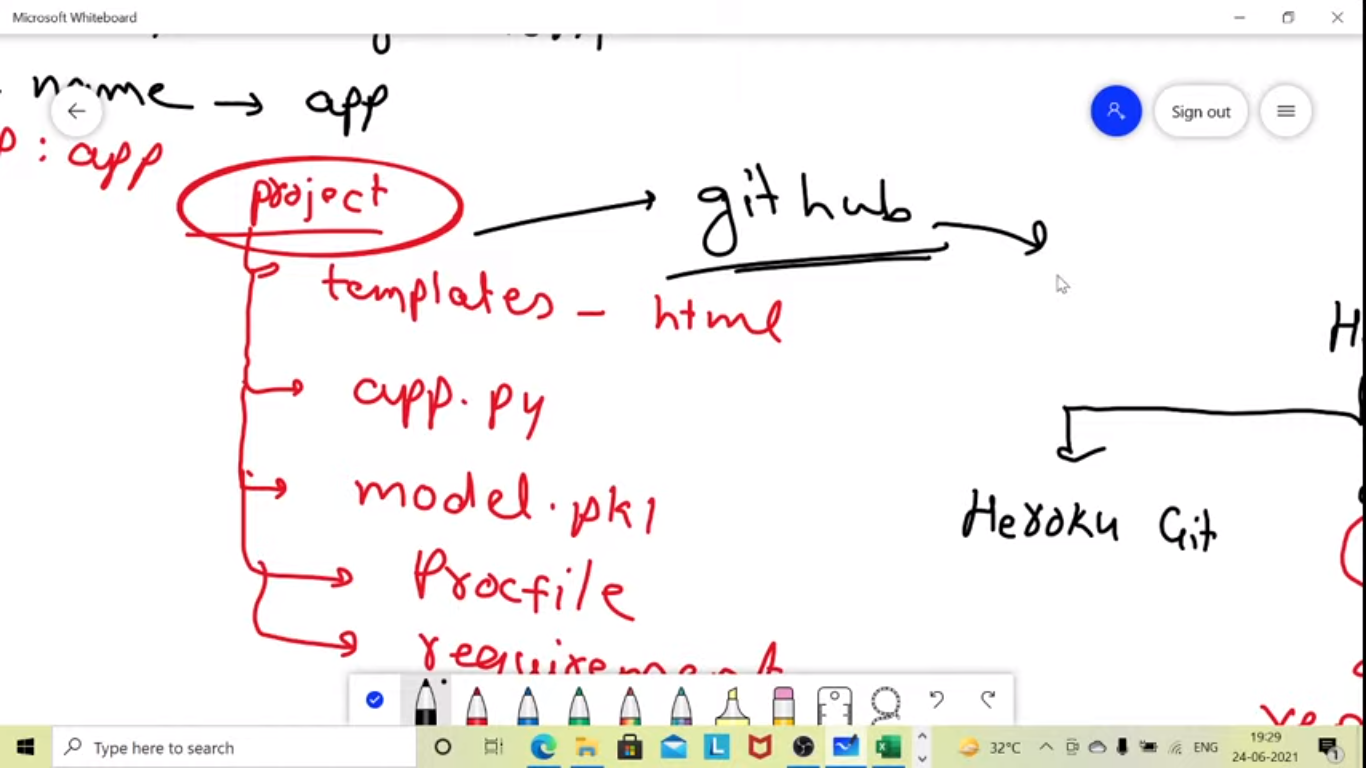 Microsoft Whiteboard
name → app
: app
Sign out
project → github →
templates - html
app.py
model.pkl
Heroku Git
Procfile
requirement
Type here to search
32°C
ENG
19:29
24-06-2021